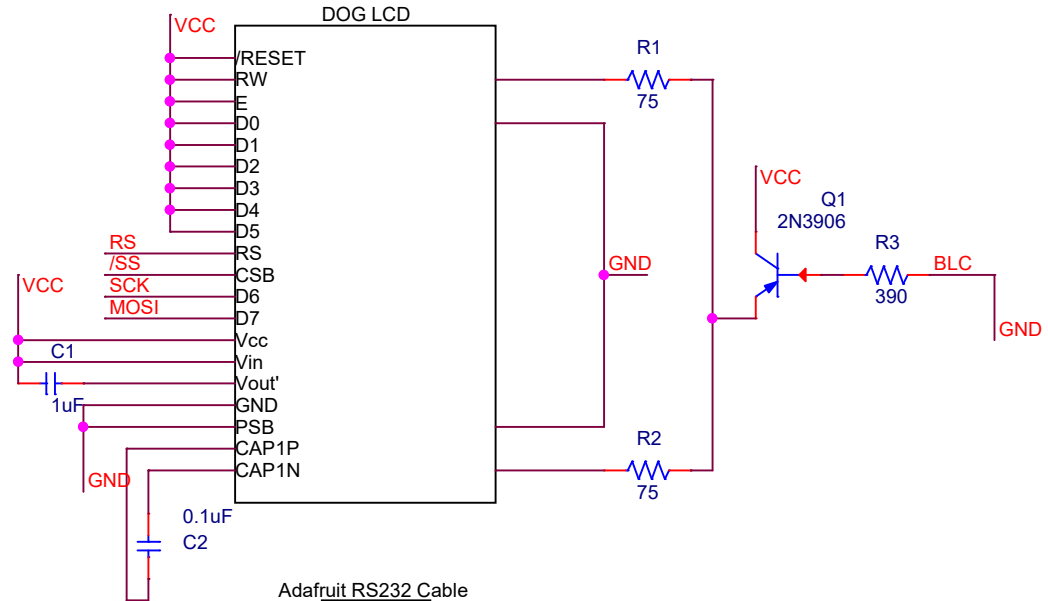 DOG LCD
VCC
/RESET
RW
E
D0
D1
D2
D3
D4
D5
RS
RS
/SS
CSB
SCK
D6
MOSI
D7
VCC
Vcc
C1
Vin
1uF
Vout'
GND
PSB
GND
CAP1P
CAP1N
0.1uF
C2
R1
75
GND
R2
75
VCC
Q1
2N3906
R3
390
BLC
GND
Adafruit RS232 Cable